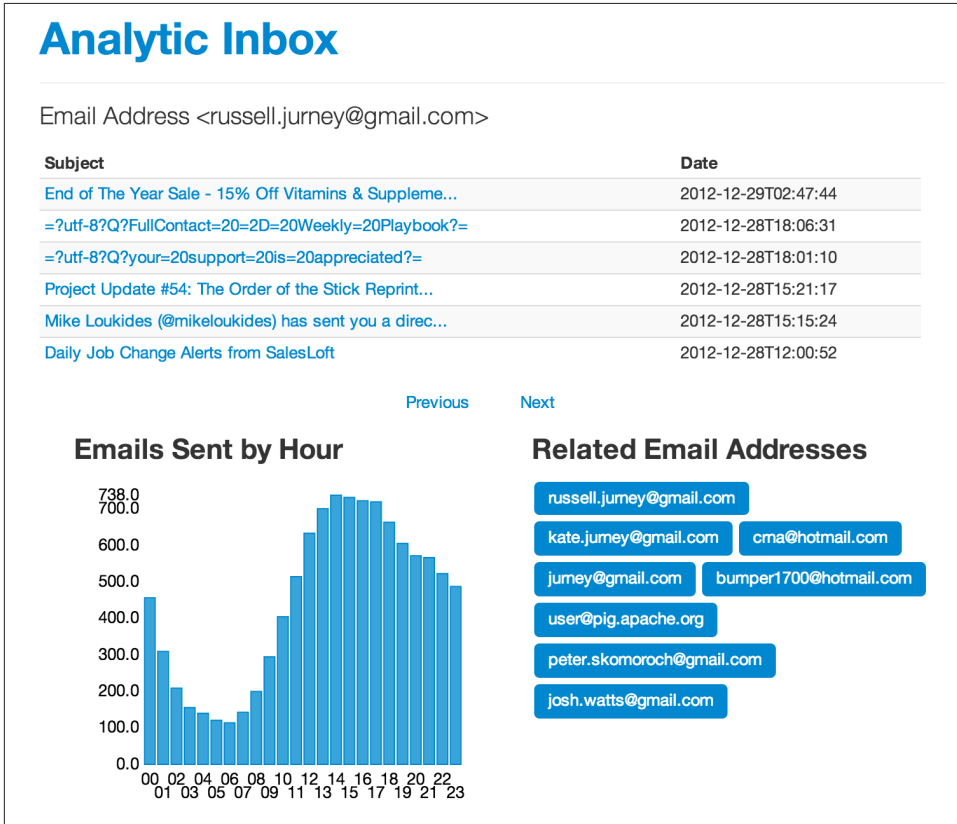 Analytic Inbox
Email Address <russell.jurney@gmail.com>
Subject Date
End of The Year Sale - 15% Off Vitamins & Suppleme... 2012-12-29T02:47:44
=?utf-8?Q?FullContact=20=2D=20Weekly=20Playbook?= 2012-12-28T18:06:31
=?utf-8?Q?your=20support=20is=20appreciated?= 2012-12-28T18:01:10
Project Update #54: The Order of the Stick Reprint... 2012-12-28T15:21:17
Mike Loukides (@mikeloukides) has sent you a direc... 2012-12-28T15:15:24
Daily Job Change Alerts from SalesLoft 2012-12-28T12:00:52
Previous Next
Emails Sent by Hour
738.0
700.0
600.0
500.0
400.0
300.0
200.0
100.0
0.0
00 02 04 06 08 10 12 14 16 18 20 22
01 03 05 07 09 11 13 15 17 19 21 23
Related Email Addresses
russell.jurney@gmail.com
kate.jurney@gmail.com crna@hotmail.com
jurney@gmail.com bumper1700@hotmail.com
user@pig.apache.org
peter.skomoroch@gmail.com
josh.watts@gmail.com